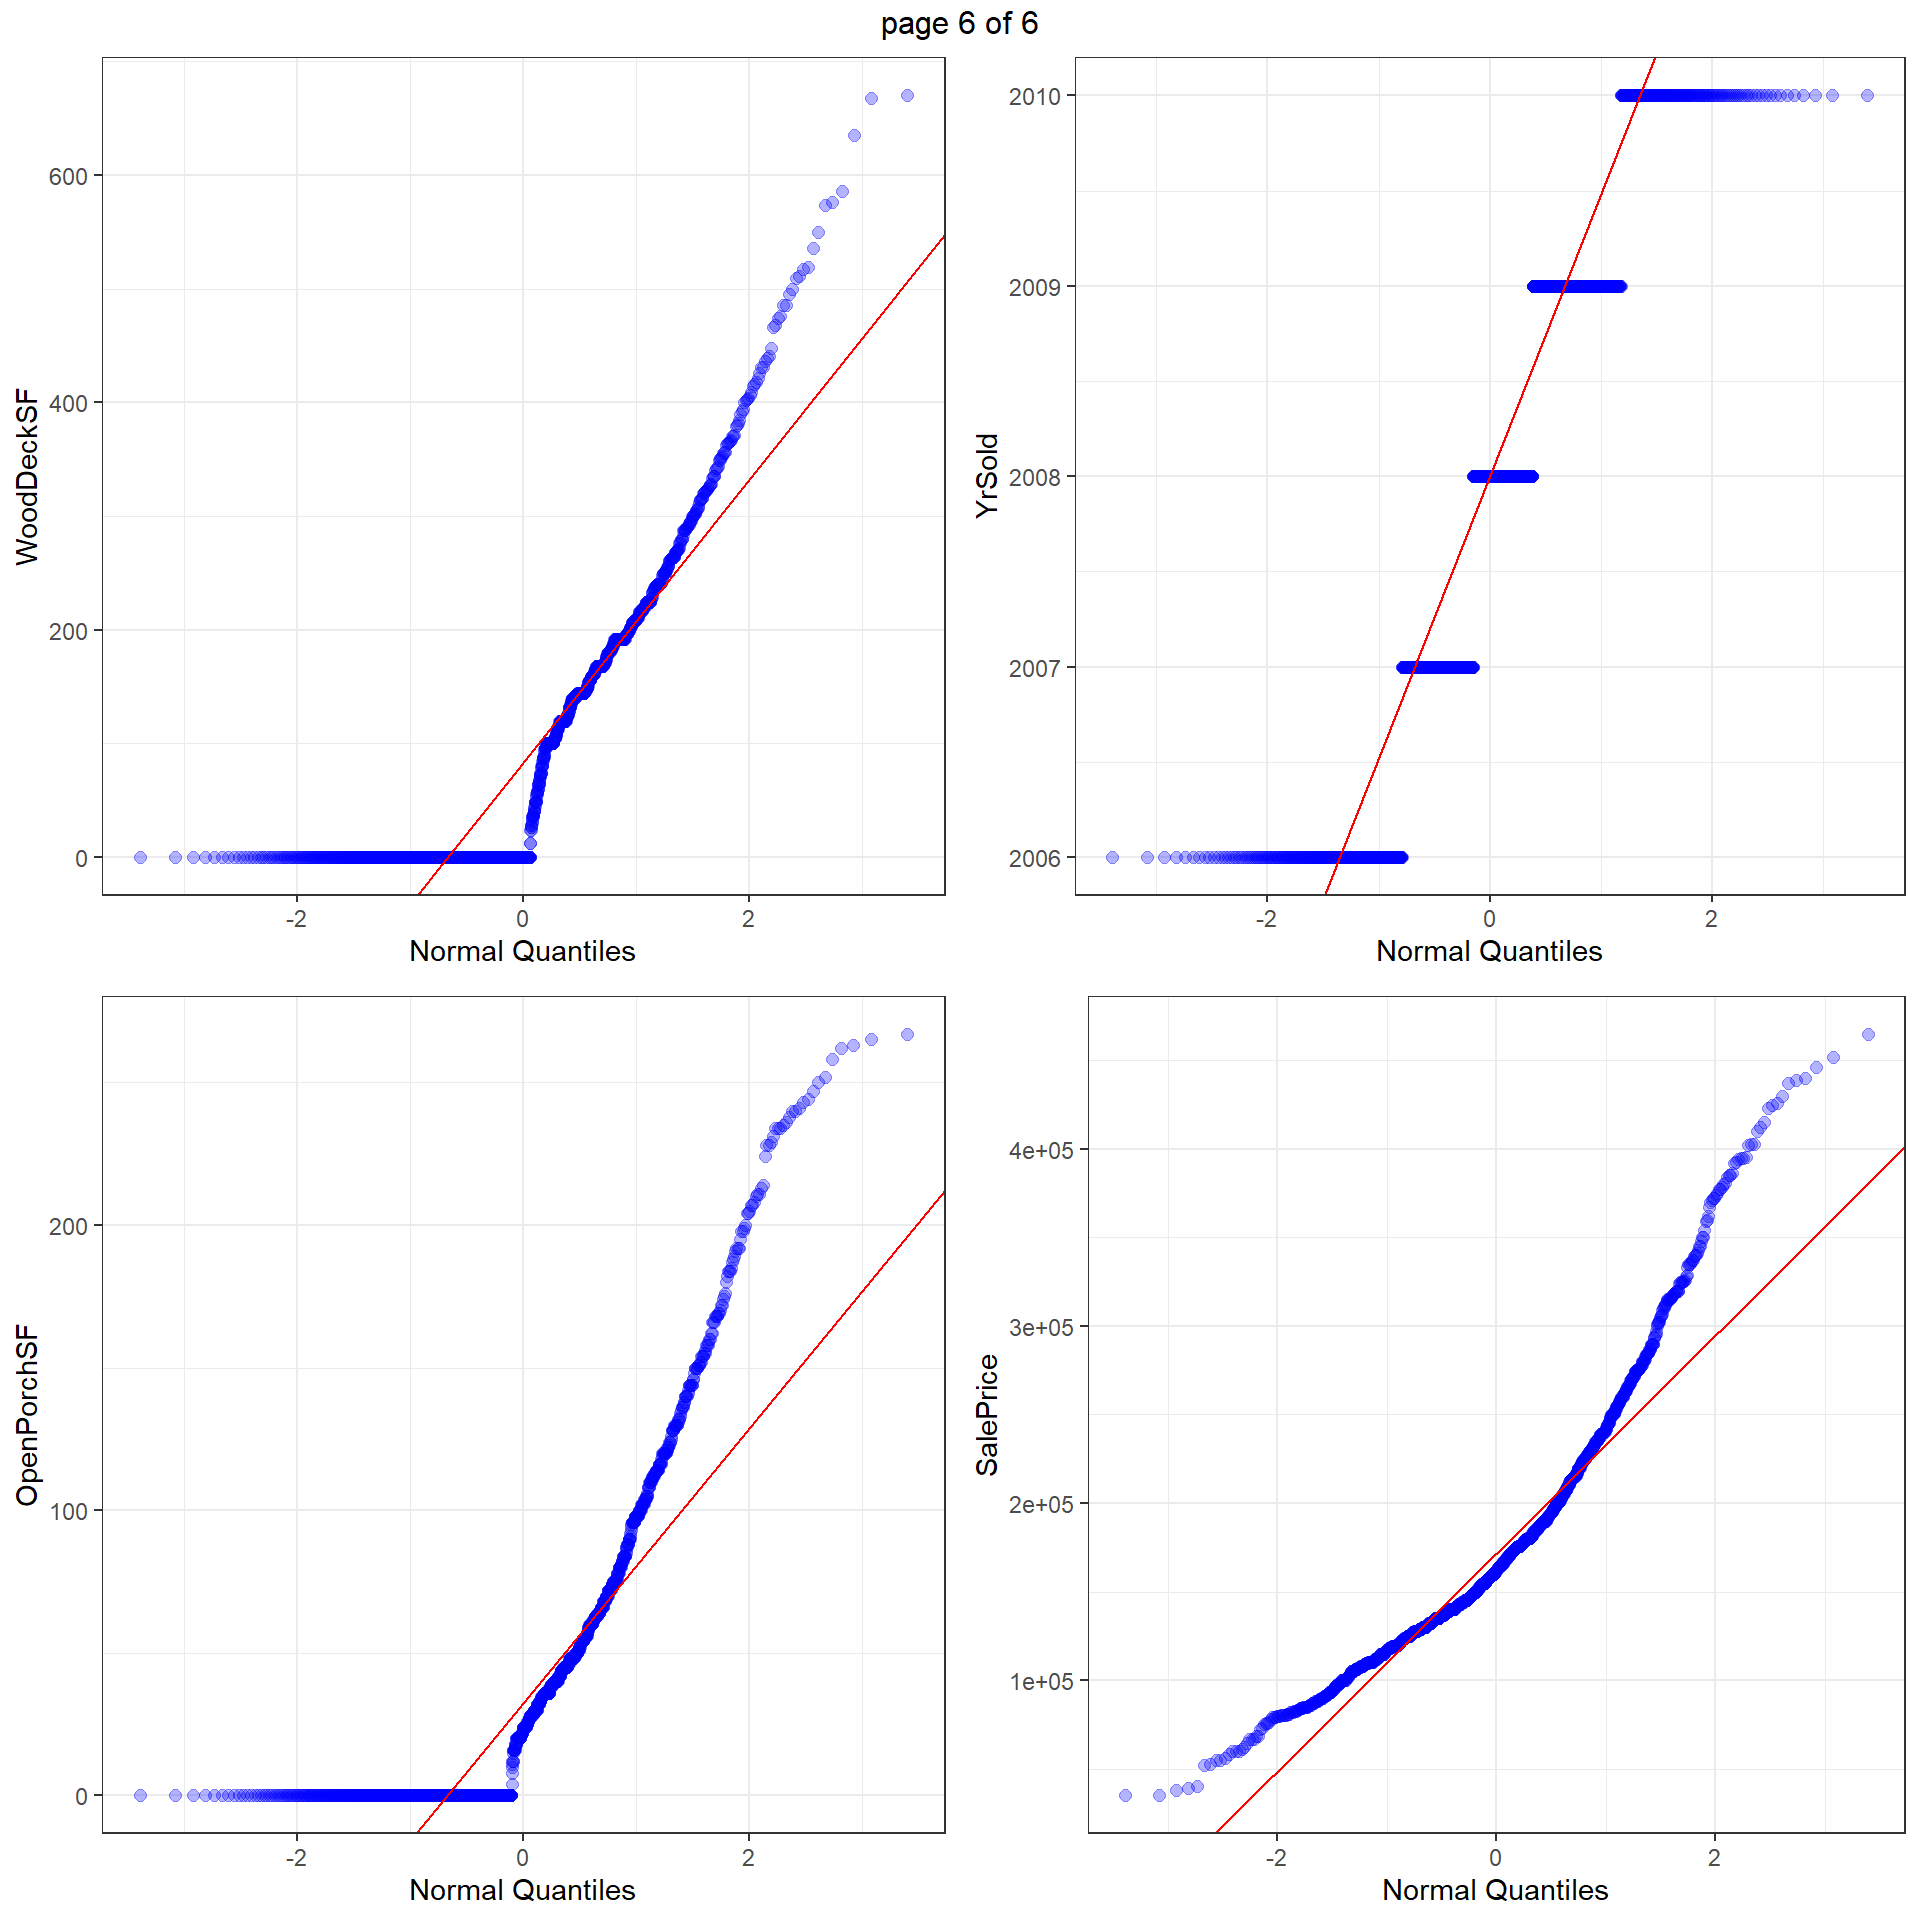 page 6 of 6
WoodDeckSF
600
400
200
0
-2 0 2
Normal Quantiles
YrSold
2010
2009
2008
2007
2006
-2 0 2
Normal Quantiles
OpenPorchSF
200
100
0
-2 0 2
Normal Quantiles
SalePrice
4e+05
3e+05
2e+05
1e+05
-2 0 2
Normal Quantiles